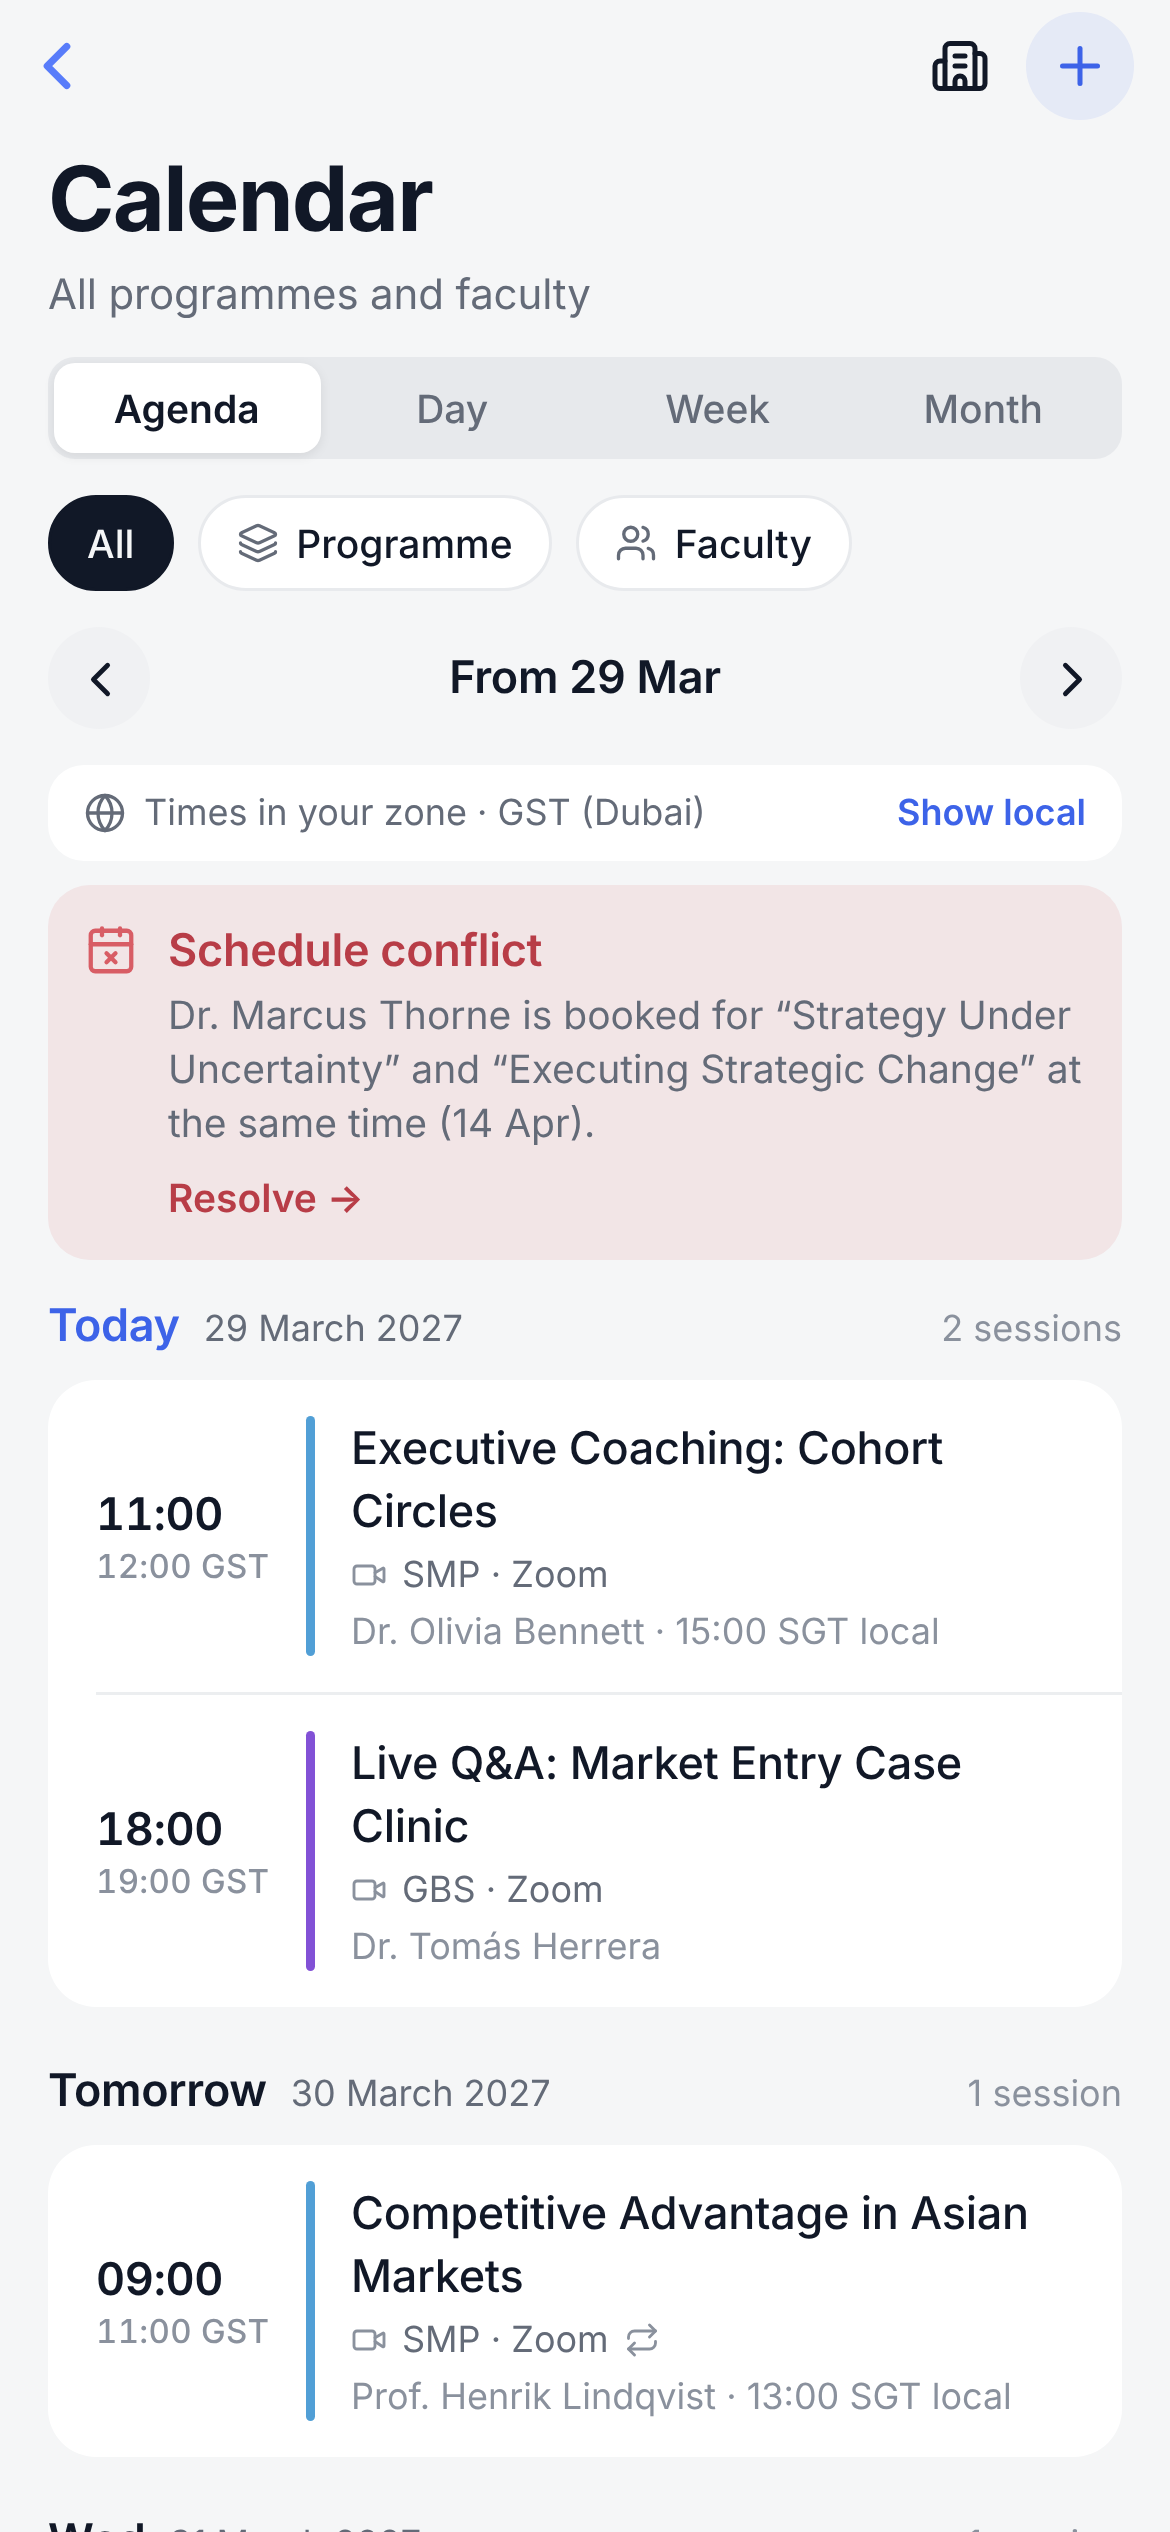 Calendar
All programmes and faculty
Agenda Day Week Month
All Programme Faculty
From 29 Mar
Times in your zone · GST (Dubai) Show local
Schedule conflict
Dr. Marcus Thorne is booked for “Strategy Under
Uncertainty” and “Executing Strategic Change” at
the same time (14 Apr).
Resolve →
Today 29 March 2027 2 sessions
Executive Coaching: Cohort
Circles
11:00
12:00 GST
SMP · Zoom
Dr. Olivia Bennett · 15:00 SGT local
Live Q&A: Market Entry Case
Clinic
18:00
19:00 GST
GBS · Zoom
Dr. Tomás Herrera
Tomorrow 30 March 2027 1 session
Competitive Advantage in Asian
Markets
09:00
11:00 GST
SMP · Zoom
Prof. Henrik Lindqvist · 13:00 SGT local